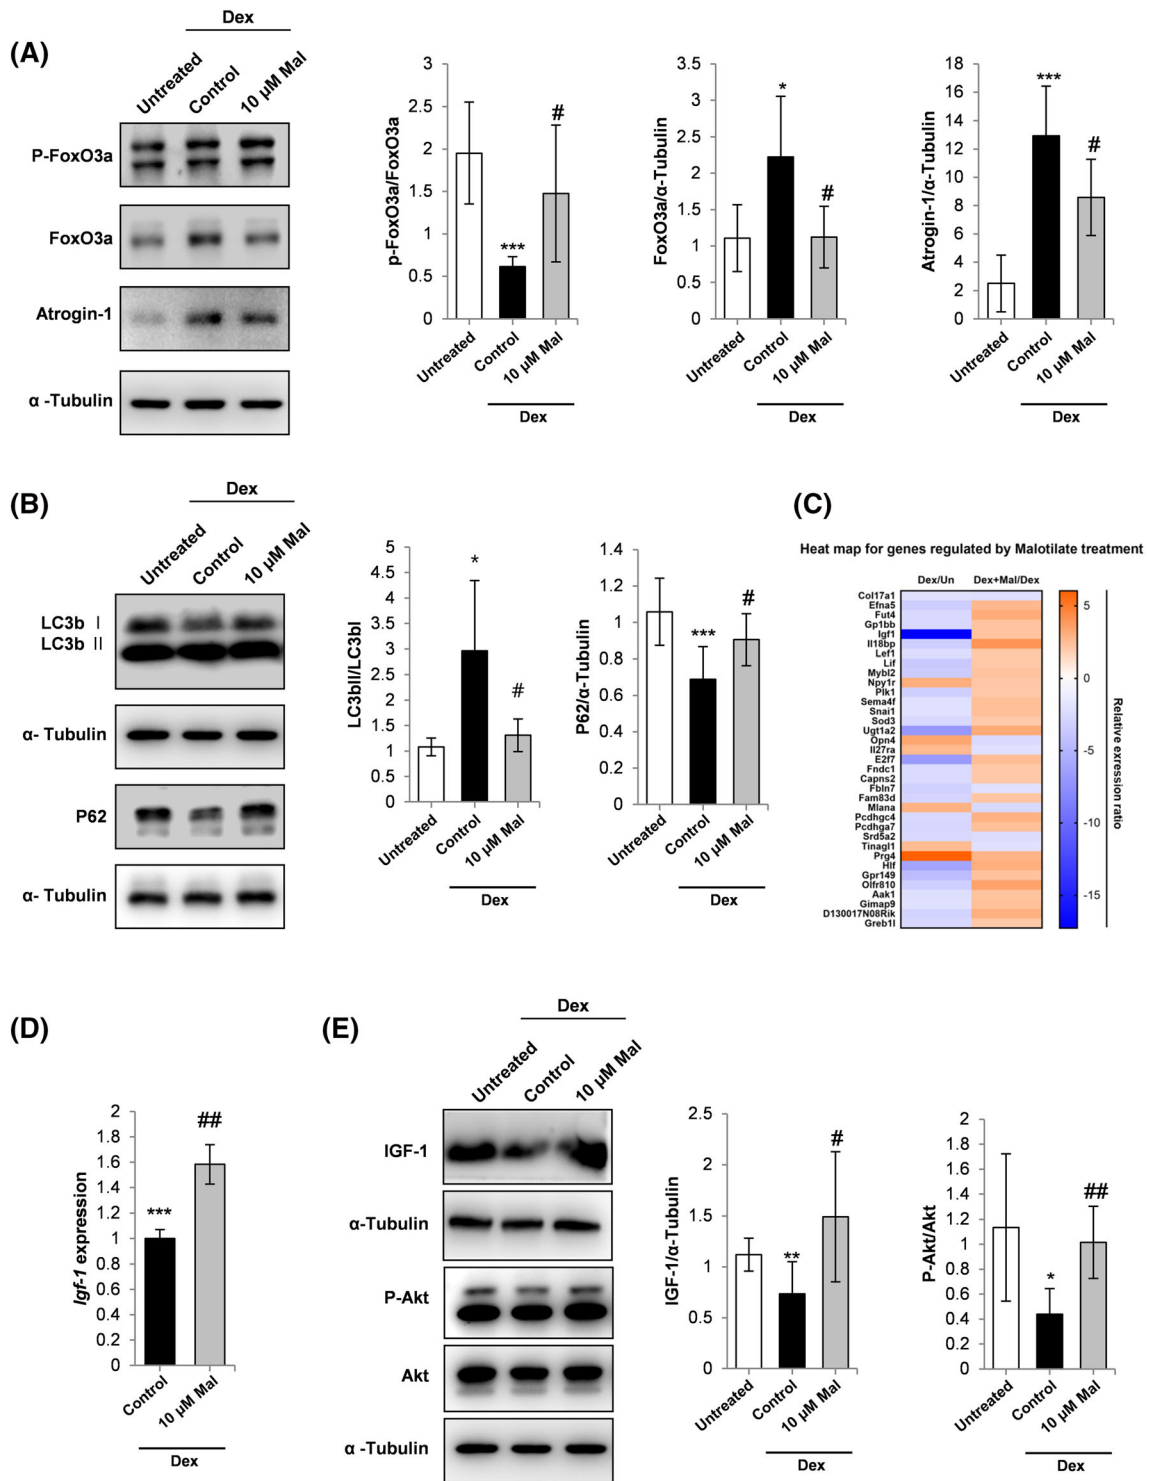 (A)
Dex
Untreated
Control
10 µM Mal
P-FoxO3a
FoxO3a
Atrogin-1
α -Tubulin
p-FoxO3a/FoxO3a
3
2.5
2
1.5
1
0.5
0
***
#
Untreated
Control
10 µM Mal
Dex
FoxO3a/α-Tubulin
3.5
3
2.5
2
1.5
1
0.5
0
*
#
Untreated
Control
10 µM Mal
Dex
Atrogin-1/α-Tubulin
18
16
14
12
10
8
6
4
2
0
***
#
Untreated
Control
10 µM Mal
Dex
(B)
Dex
Untreated
Control
10 µM Mal
LC3b I
LC3b II
α- Tubulin
P62
α- Tubulin
LC3bII/LC3bI
5
4.5
4
3.5
3
2.5
2
1.5
1
0.5
0
*
#
Untreated
Control
10 µM Mal
Dex
P62/α-Tubulin
1.4
1.2
1
0.8
0.6
0.4
0.2
0
***
#
Untreated
Control
10 µM Mal
Dex
(C)
Heat map for genes regulated by Malotilate treatment
Dex/Un Dex+Mal/Dex
Col17a1
Efna5
Fut4
Gp1bb
Igf1
Il18bp
Lef1
Lif
Mybl2
Npy1r
Plk1
Sema4f
Snai1
Sod3
Ugt1a2
Opn4
Il27ra
E2f7
Fndc1
Capns2
Fbln7
Fam83d
Mlana
Pcdhgc4
Pcdhga7
Srd5a2
Tinagl1
Prg4
Hlf
Gpr149
Olfr810
Aak1
Gimap9
D130017N08Rik
Greb1l
5
0
-5
-10
-15
Relative expression ratio
(D)
Igf-1 expression
2
1.8
1.6
1.4
1.2
1
0.8
0.6
0.4
0.2
0
***
##
Control
10 µM Mal
Dex
(E)
Dex
Untreated
Control
10 µM Mal
IGF-1
α-Tubulin
P-Akt
Akt
α -Tubulin
IGF-1/α-Tubulin
2.5
2
1.5
1
0.5
0
**
#
Untreated
Control
10 µM Mal
Dex
P-Akt/Akt
2
1.8
1.6
1.4
1.2
1
0.8
0.6
0.4
0.2
0
*
##
Untreated
Control
10 µM Mal
Dex